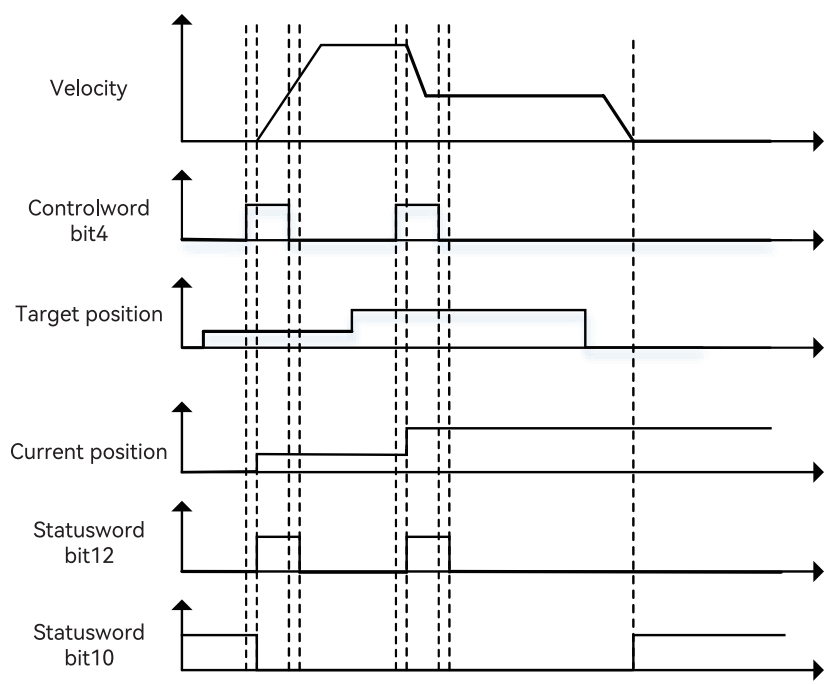 Velocity
Controlword
bit4
Target position
Current position
Statusword
bit12
Statusword
bit10